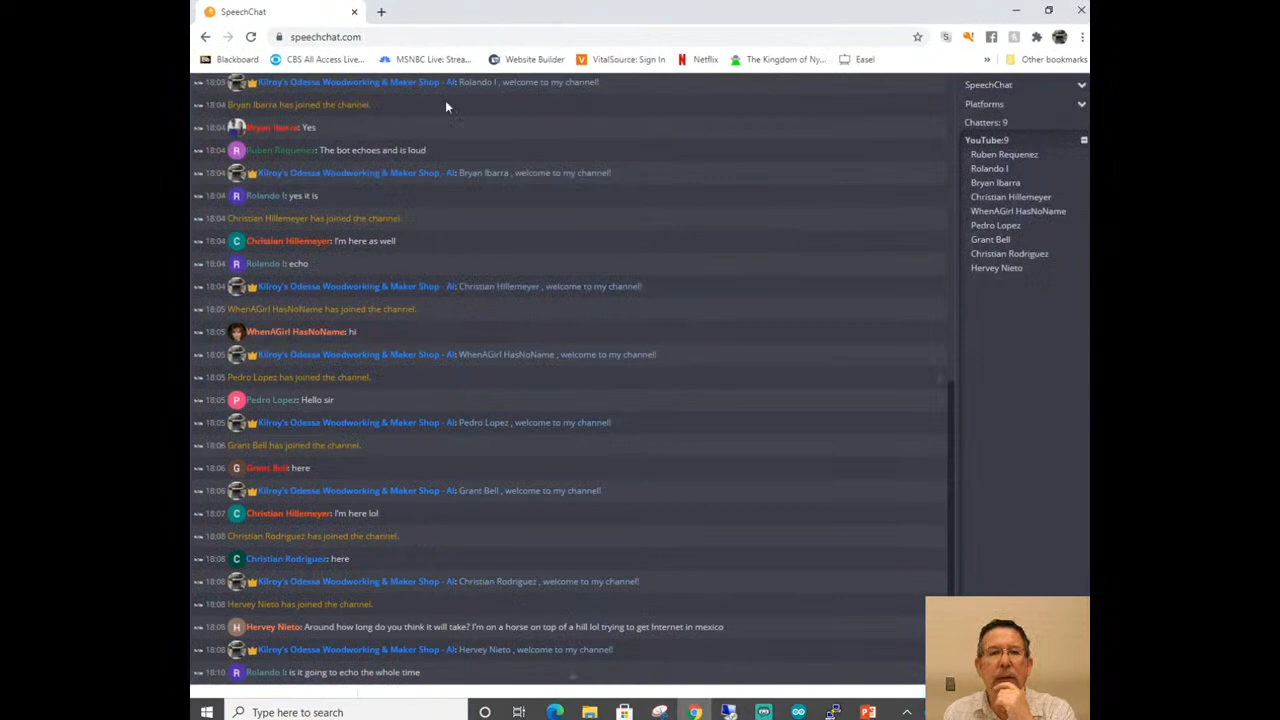 SpeechChat
speechchat.com
Blackboard CBS All Access Live... MSNBC Live: Strea... Website Builder VitalSource: Sign In Netflix The Kingdom of Ny... Easel » Other bookmarks
18:03 Kilroy's Odessa Woodworking & Maker Shop - AI: Rolando I , welcome to my channel!
Bryan Ibarra has joined the channel.
18:04 Bryan Ibarra: Yes
18:04 R Ruben Requenez: The bot echoes and is loud
18:04 Kilroy's Odessa Woodworking & Maker Shop - AI: Bryan Ibarra , welcome to my channel!
18:04 R Rolando I: yes it is
Christian Hillemeyer has joined the channel.
18:04 C Christian Hillemeyer: I'm here as well
18:04 R Rolando I: echo
18:04 Kilroy's Odessa Woodworking & Maker Shop - AI: Christian Hillemeyer , welcome to my channel!
18:05 WhenAGirl HasNoName has joined the channel.
18:05 WhenAGirl HasNoName: hi
18:05 Kilroy's Odessa Woodworking & Maker Shop - AI: WhenAGirl HasNoName , welcome to my channel!
18:05 Pedro Lopez has joined the channel.
18:05 P Pedro Lopez: Hello sir
18:05 Kilroy's Odessa Woodworking & Maker Shop - AI: Pedro Lopez , welcome to my channel!
18:06 Grant Bell has joined the channel.
18:06 G Grant Bell: here
18:06 Kilroy's Odessa Woodworking & Maker Shop - AI: Grant Bell , welcome to my channel!
18:07 C Christian Hillemeyer: I'm here lol
18:08 Christian Rodriguez has joined the channel.
18:08 C Christian Rodriguez: here
18:08 Kilroy's Odessa Woodworking & Maker Shop - AI: Christian Rodriguez , welcome to my channel!
18:08 Hervey Nieto has joined the channel.
18:08 H Hervey Nieto: Around how long do you think it will take? I'm on a horse on top of a hill lol trying to get Internet in mexico
18:08 Kilroy's Odessa Woodworking & Maker Shop - AI: Hervey Nieto , welcome to my channel!
18:10 R Rolando I: is it going to echo the whole time
SpeechChat
Platforms
Chatters: 9
YouTube:9
Ruben Requenez
Rolando I
Bryan Ibarra
Christian Hillemeyer
WhenAGirl HasNoName
Pedro Lopez
Grant Bell
Christian Rodriguez
Hervey Nieto
Type here to search